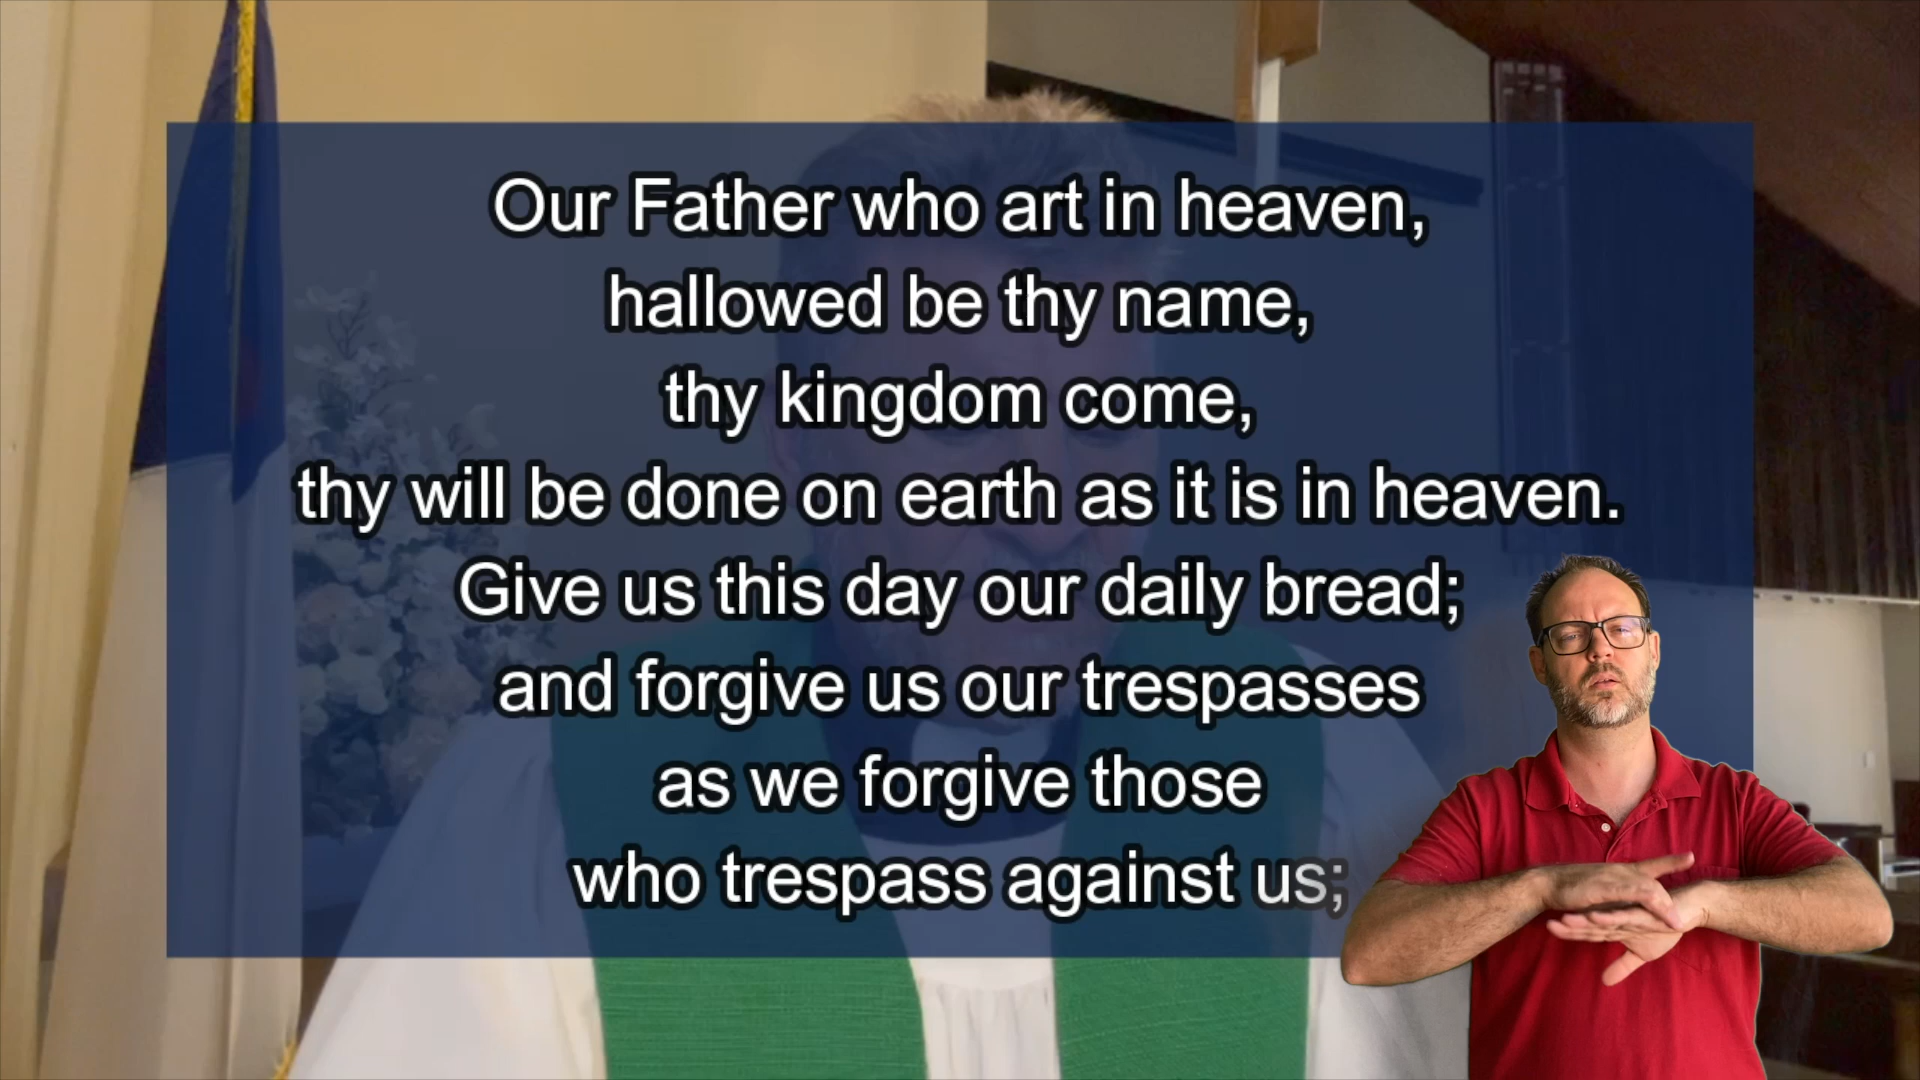 Our Father who art in heaven,
hallowed be thy name,
thy kingdom come,
thy will be done on earth as it is in heaven.
Give us this day our daily bread;
and forgive us our trespasses
as we forgive those
who trespass against us;